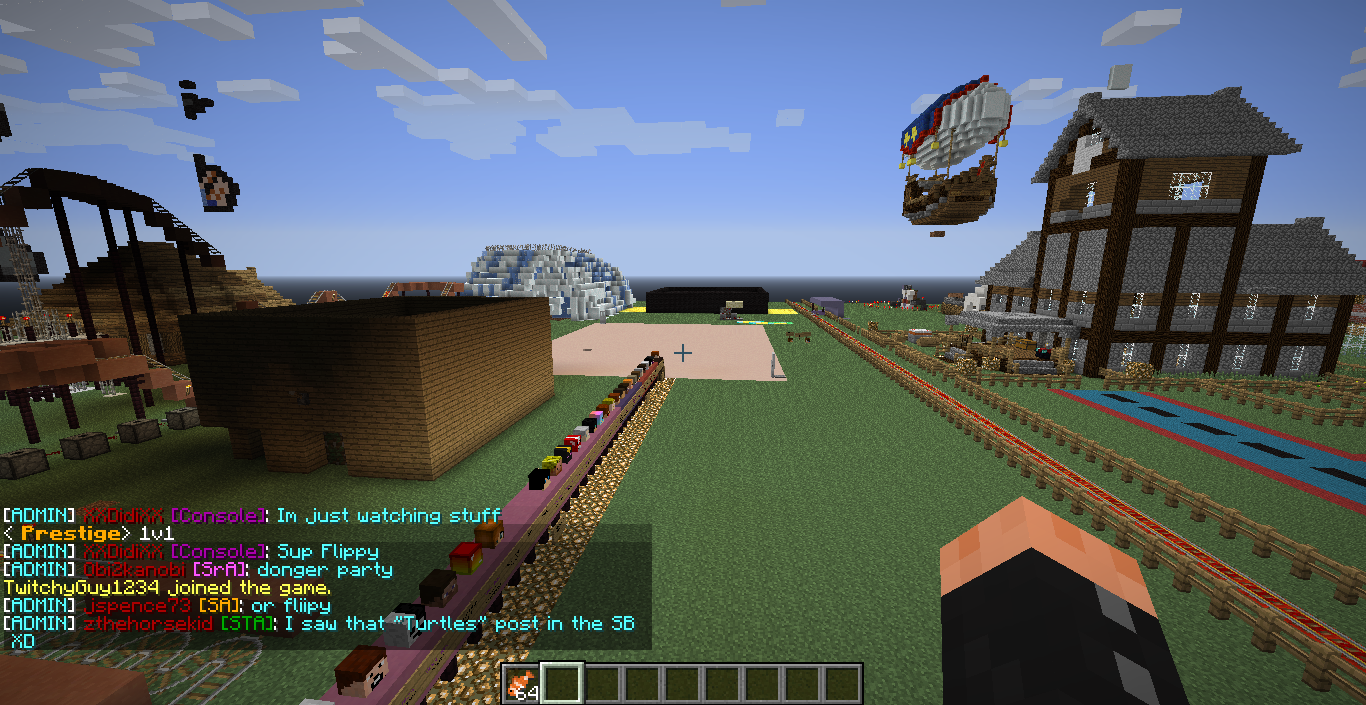 [ADMIN] XXDidiXX [Console]: Im just watching stuff
< Prestige> 1v1
[ADMIN] XXDidiXX [Console]: Sup Flippy
[ADMIN] Obi2kanobi [SrA]: donger party
TwitchyGuy1234 joined the game.
[ADMIN] jspence73 [SA]: or fliipy
[ADMIN] zthehorsekid [STA]: I saw that "Turtles" post in the SB
XD
64